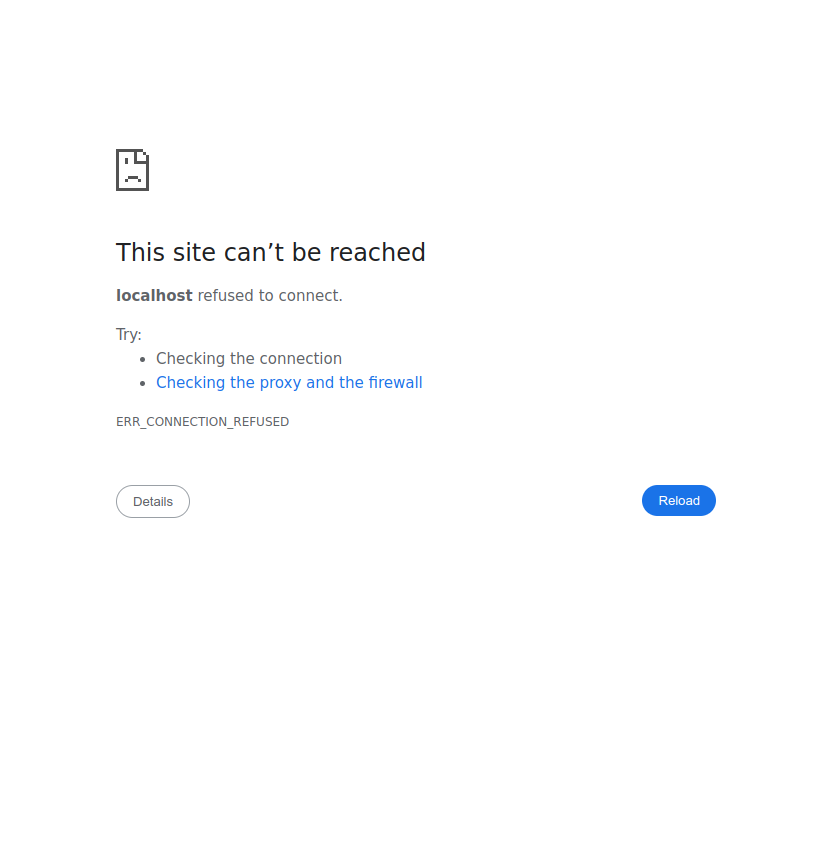 This site can’t be reached
localhost refused to connect.
Try:
Checking the connection
Checking the proxy and the firewall
ERR_CONNECTION_REFUSED
Details
Reload